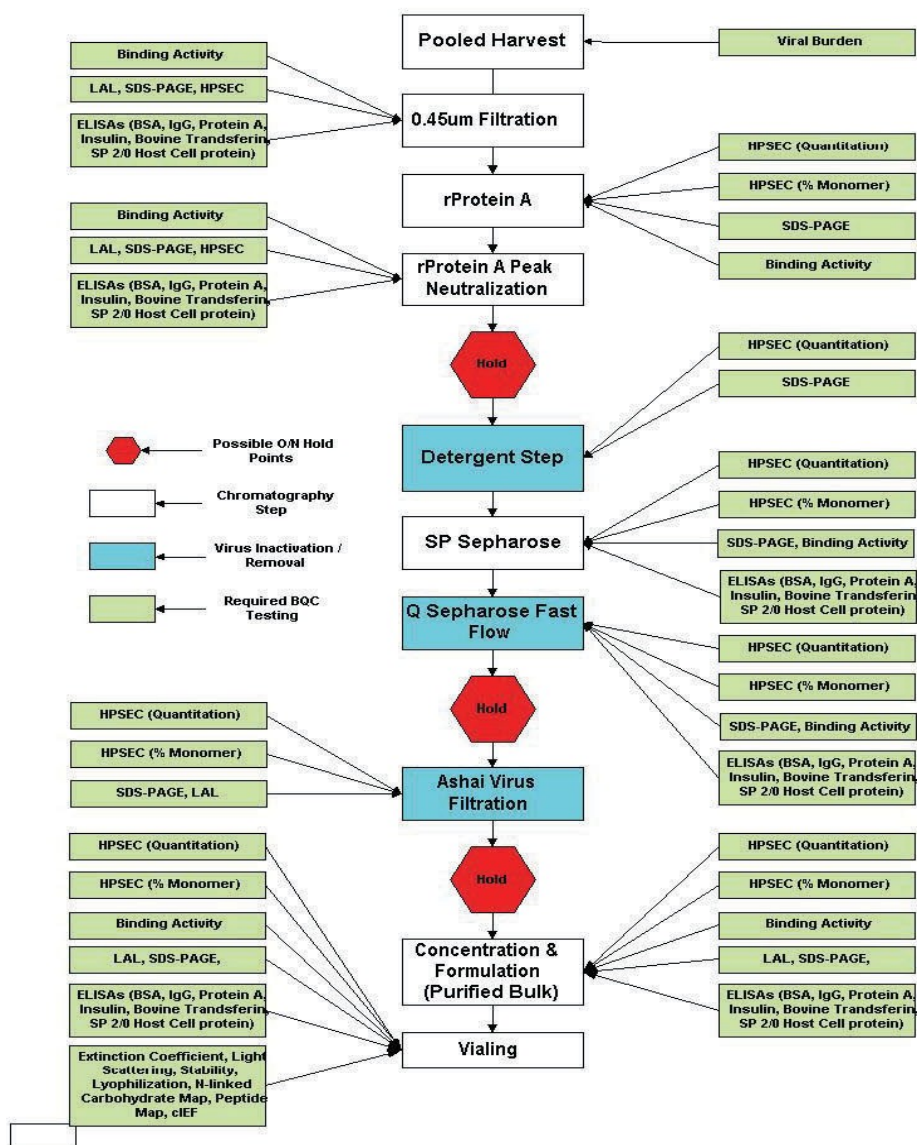 Pooled Harvest
Viral Burden
Binding Activity
LAL, SDS-PAGE, HPSEC
ELISAs (BSA, IgG, Protein A,
Insulin, Bovine Trandsferin,
SP 2/0 Host Cell protein)
0.45um Filtration
HPSEC (Quantitation)
HPSEC (% Monomer)
SDS-PAGE
Binding Activity
rProtein A
Binding Activity
LAL, SDS-PAGE, HPSEC
ELISAs (BSA, IgG, Protein A,
Insulin, Bovine Trandsferin,
SP 2/0 Host Cell protein)
rProtein A Peak
Neutralization
Hold
HPSEC (Quantitation)
SDS-PAGE
Detergent Step
Possible O/N Hold
Points
Chromatography
Step
Virus Inactivation /
Removal
Required BQC
Testing
HPSEC (Quantitation)
HPSEC (% Monomer)
SDS-PAGE, Binding Activity
ELISAs (BSA, IgG, Protein A,
Insulin, Bovine Trandsferin,
SP 2/0 Host Cell protein)
SP Sepharose
Q Sepharose Fast
Flow
HPSEC (Quantitation)
HPSEC (% Monomer)
SDS-PAGE, Binding Activity
ELISAs (BSA, IgG, Protein A,
Insulin, Bovine Trandsferin,
SP 2/0 Host Cell protein)
Hold
HPSEC (Quantitation)
HPSEC (% Monomer)
SDS-PAGE, LAL
Ashai Virus
Filtration
Hold
HPSEC (Quantitation)
HPSEC (% Monomer)
Binding Activity
LAL, SDS-PAGE,
ELISAs (BSA, IgG, Protein A,
Insulin, Bovine Trandsferin,
SP 2/0 Host Cell protein)
Concentration &
Formulation
(Purified Bulk)
HPSEC (Quantitation)
HPSEC (% Monomer)
Binding Activity
LAL, SDS-PAGE,
ELISAs (BSA, IgG, Protein A,
Insulin, Bovine Trandsferin,
SP 2/0 Host Cell protein)
Extinction Coefficient, Light
Scattering, Stability,
Lyophilization, N-linked
Carbohydrate Map, Peptide
Map, cIEF
Vialing